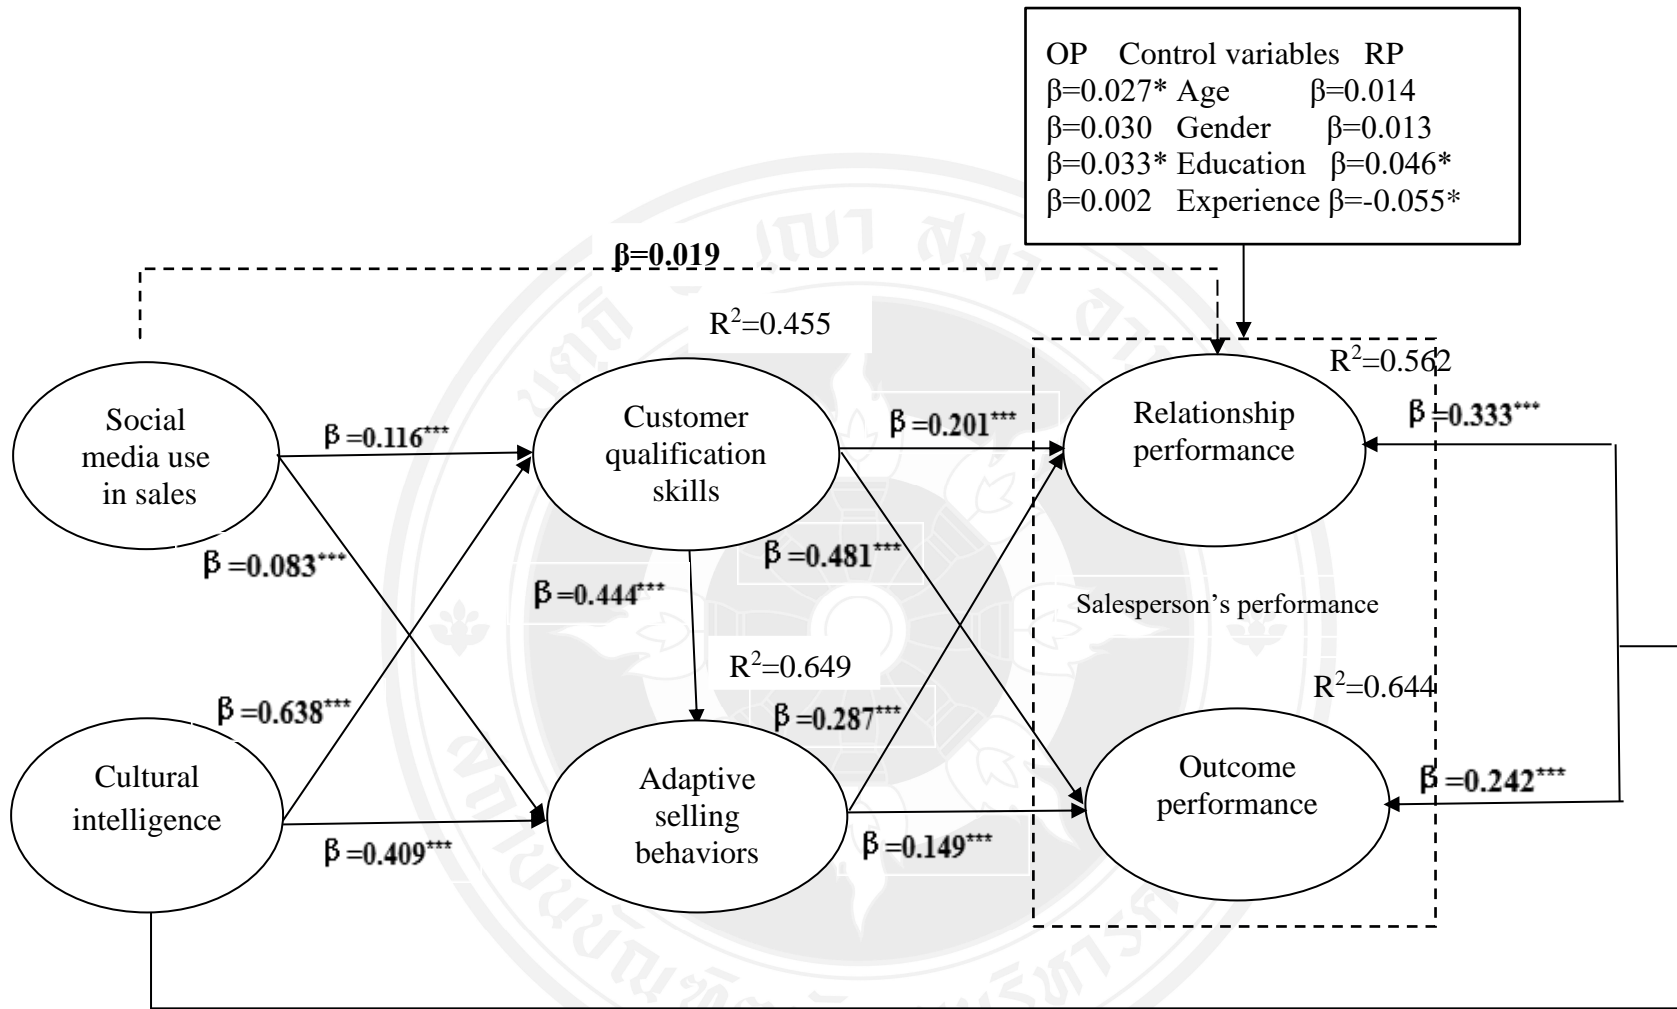 OP Control variables RP
β=0.027* Age β=0.014
β=0.030 Gender β=0.013
β=0.033* Education β=0.046*
β=0.002 Experience β=-0.055*
β=0.019
R²=0.455
R²=0.562
Social
media use
in sales
β=0.116***
Customer
qualification
skills
β=0.201***
Relationship
performance
β=0.333***
β=0.083***
β=0.444***
β=0.481***
Salesperson's performance
R²=0.649
R²=0.644
β=0.638***
β=0.287***
Cultural
intelligence
β=0.409***
Adaptive
selling
behaviors
β=0.149***
Outcome
performance
β=0.242***